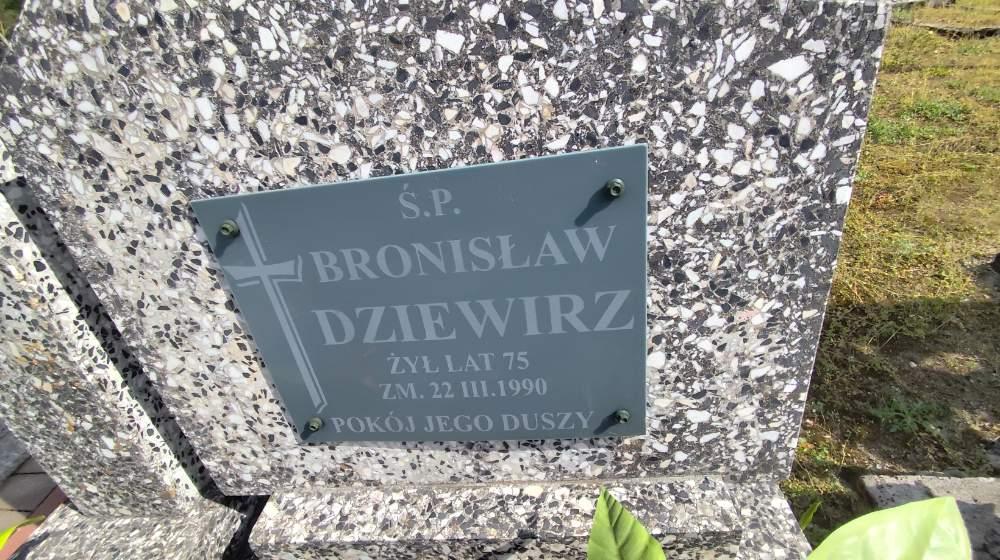 Ś.P.
BRONISŁAW
DZIEWIRZ
ŻYŁ LAT 75
ZM. 22 III.1990
POKÓJ JEGO DUSZY